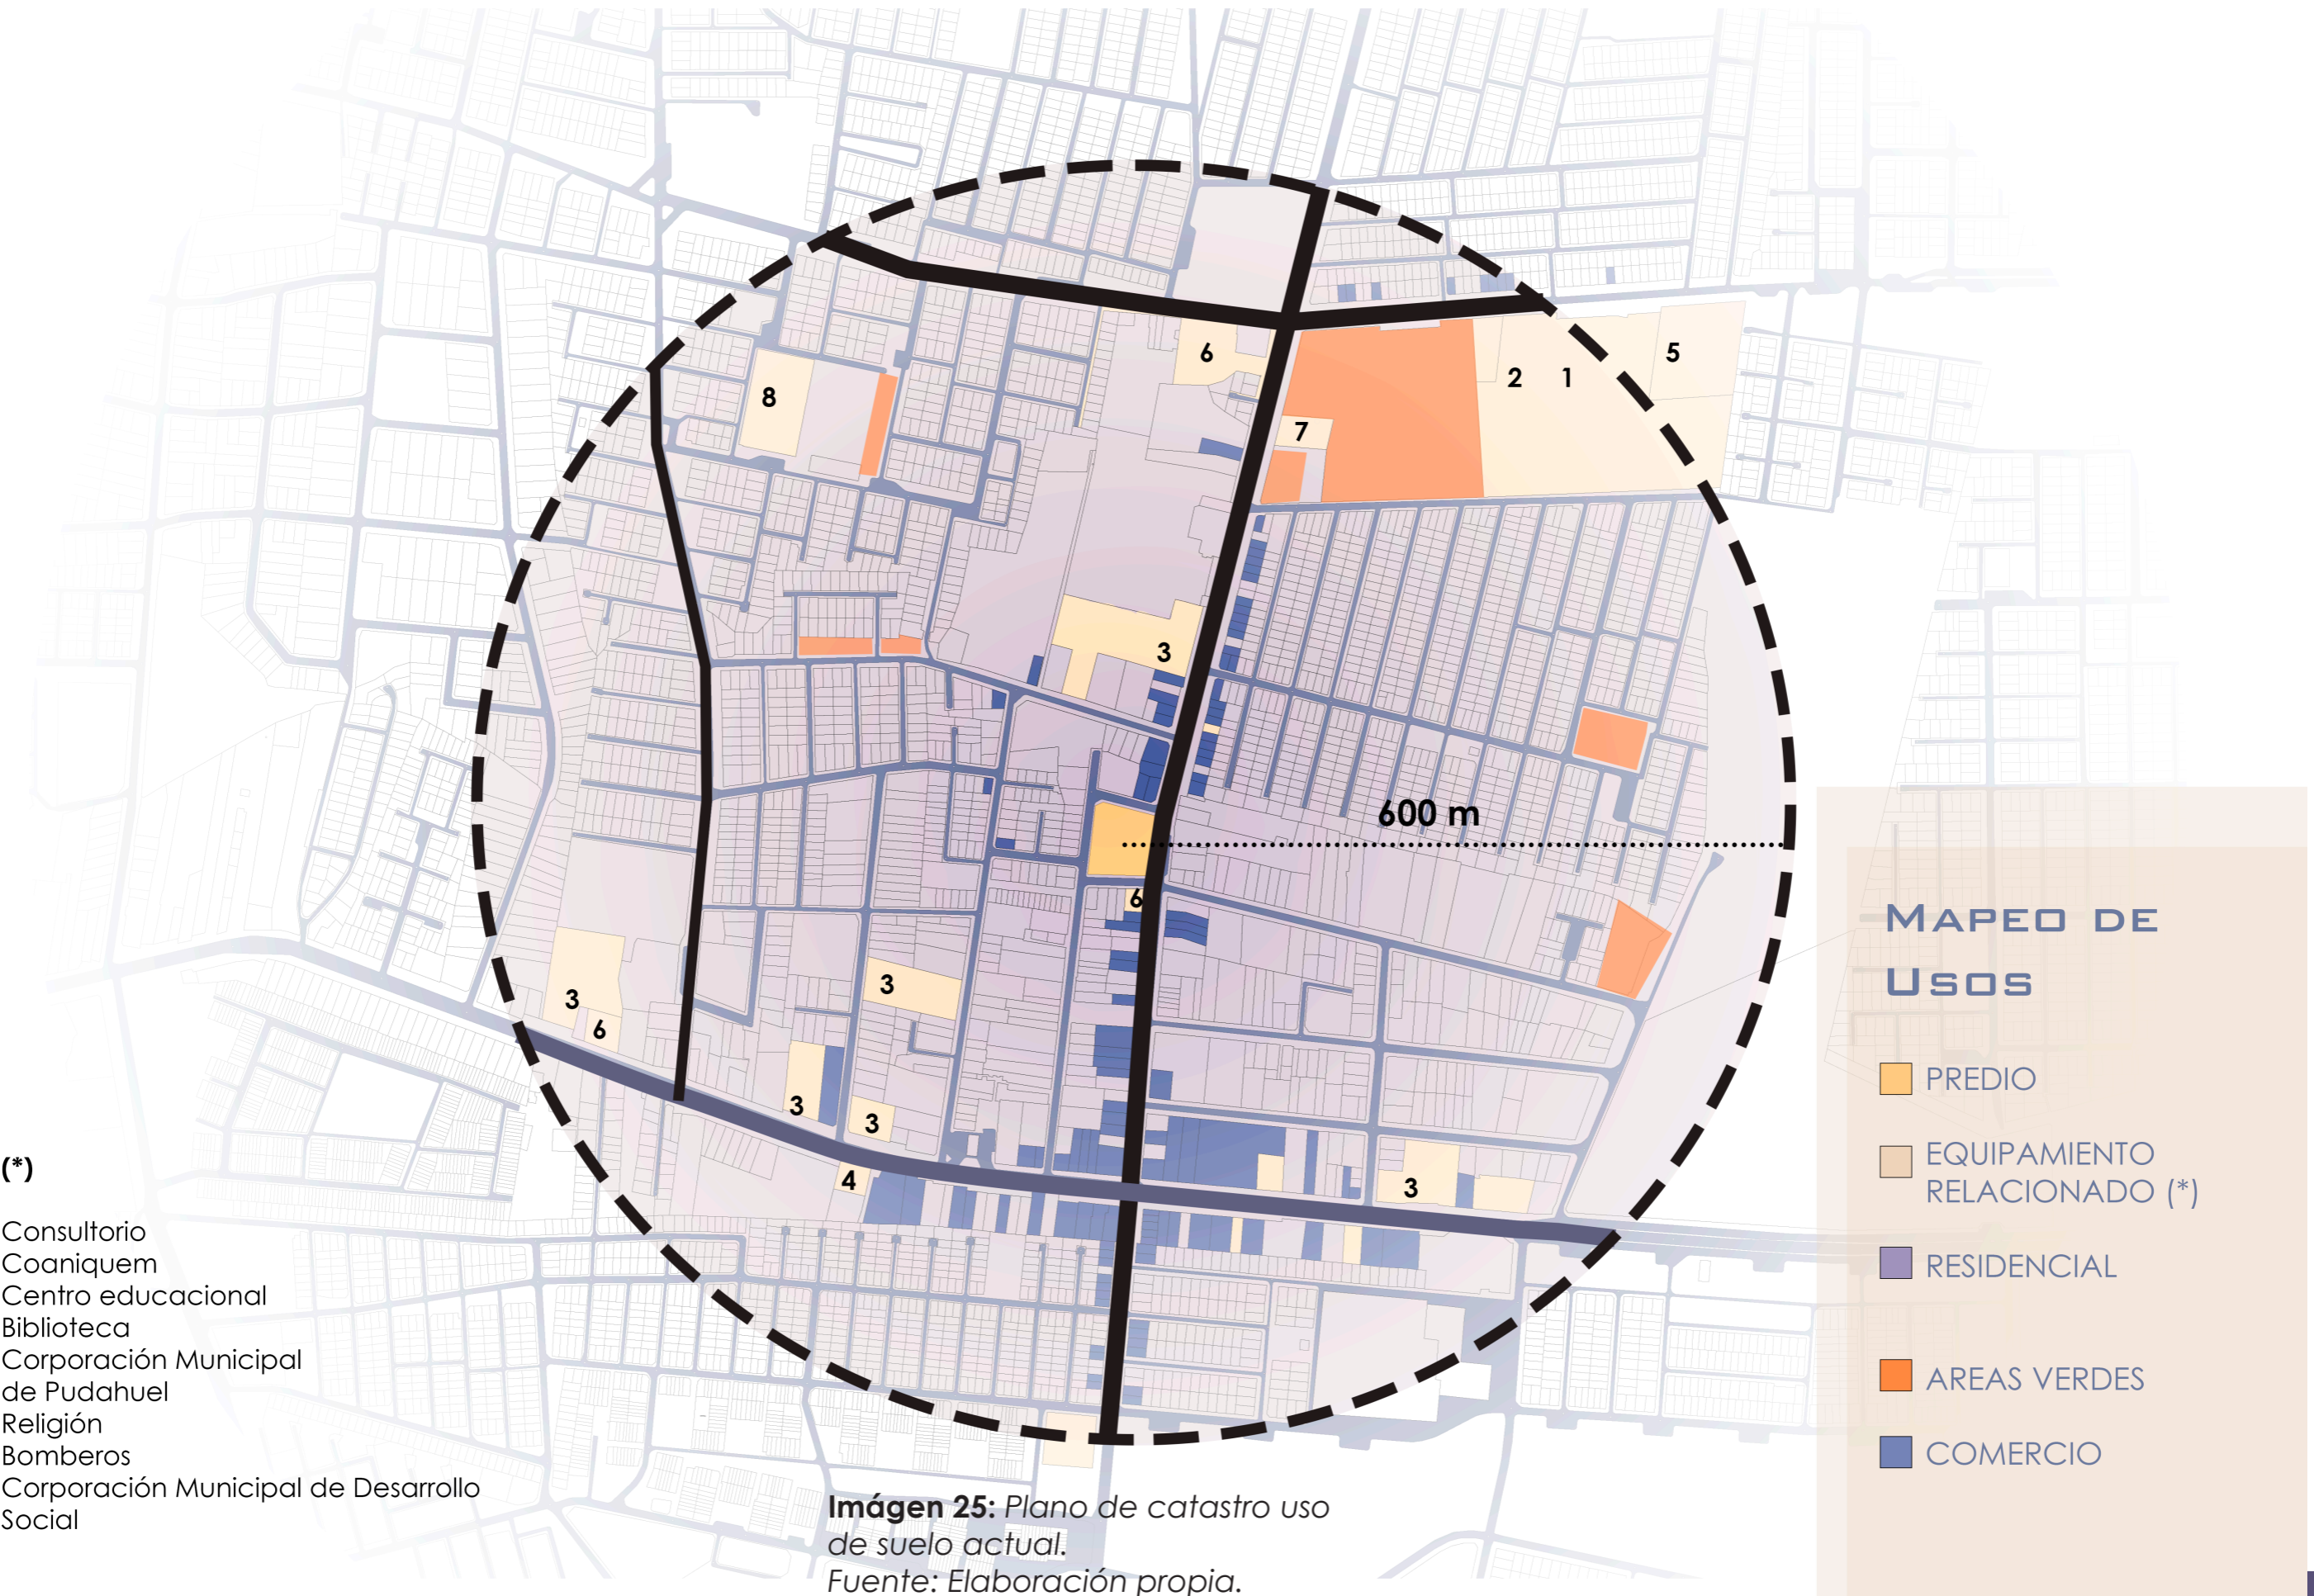 6
5
2
1
8
7
3
600 m
6
3
3
6
3
3
4
3
MAPEO DE
USOS
PREDIO
EQUIPAMIENTO
RELACIONADO (*)
RESIDENCIAL
AREAS VERDES
COMERCIO
(*)
Consultorio
Coaniquem
Centro educacional
Biblioteca
Corporación Municipal
de Pudahuel
Religión
Bomberos
Corporación Municipal de Desarrollo
Social
Imágen 25: Plano de catastro uso
de suelo actual.
Fuente: Elaboración propia.